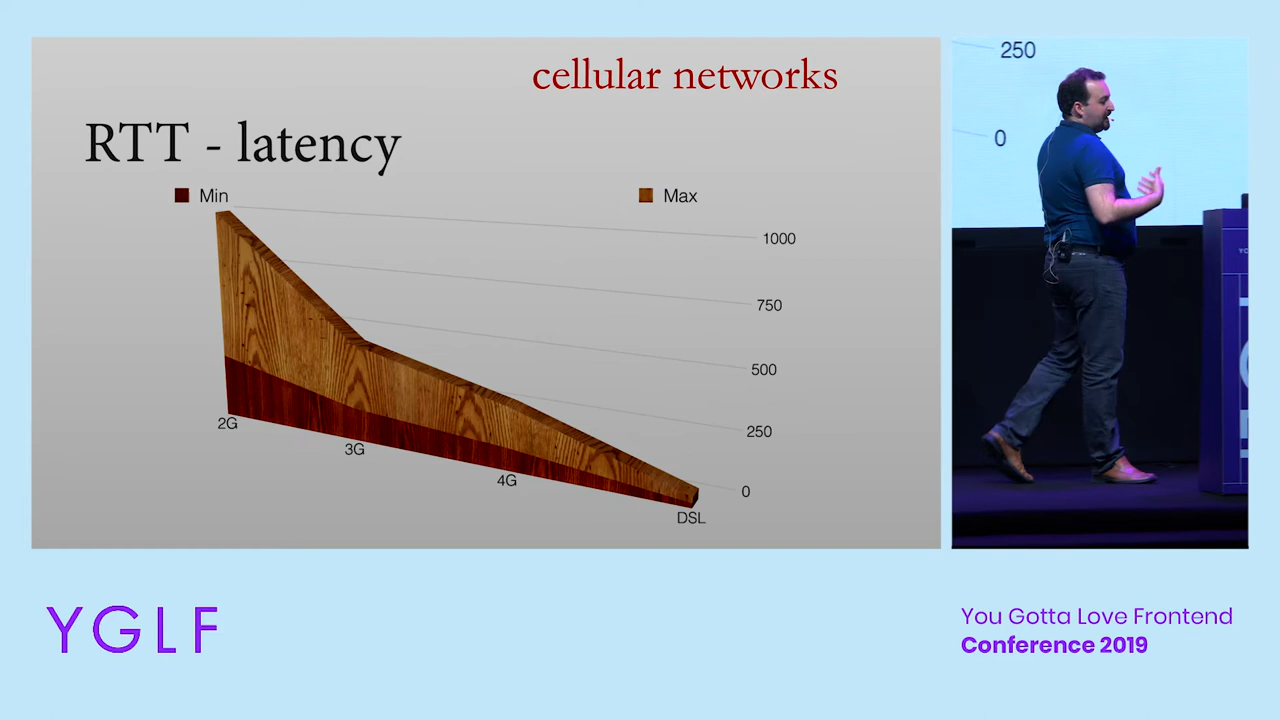 cellular networks
RTT - latency
Min
Max
1000
750
500
250
0
2G
3G
4G
DSL
250
0
YGLF
You Gotta Love Frontend
Conference 2019